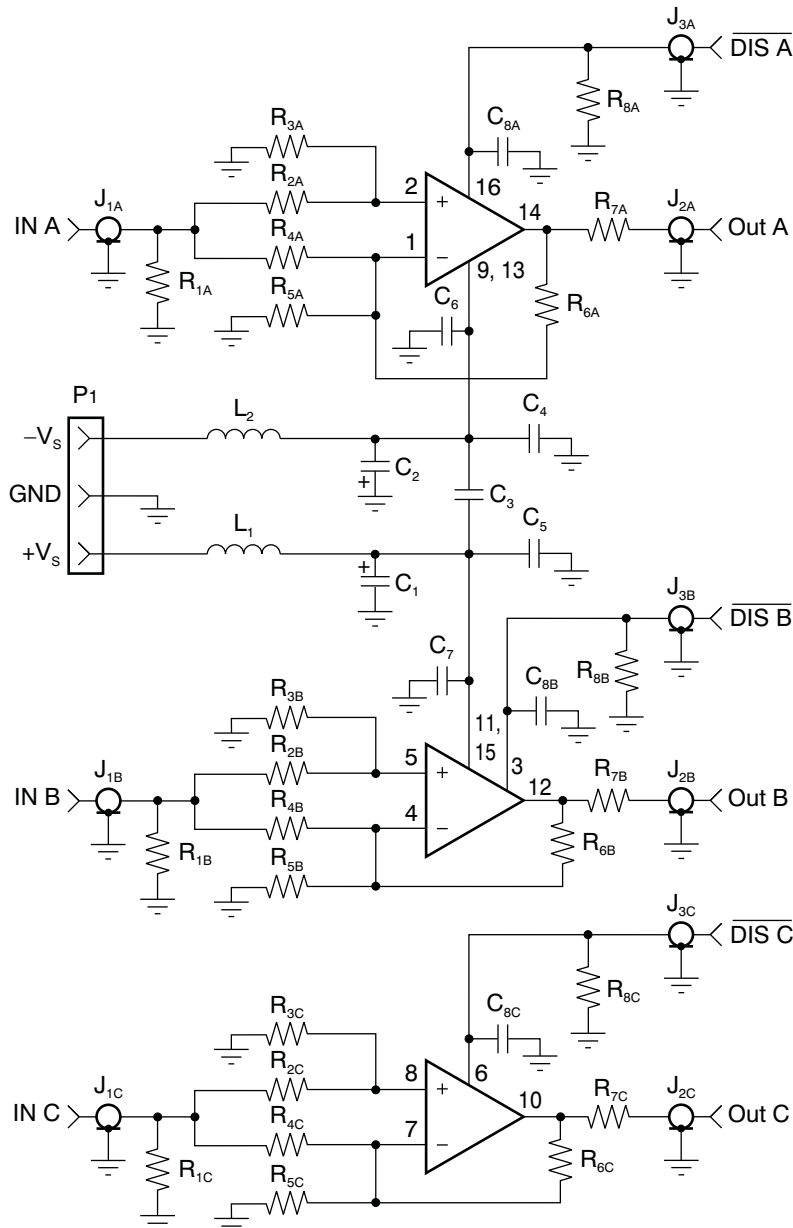 J3A
DIS A
R8A
C8A
R3A
R2A
2
+
16
14
R7A
J2A
Out A
J1A
IN A
R4A
1
−
9, 13
R1A
R5A
C6
R6A
P1
−VS
L2
C4
C2
+
GND
C3
+VS
L1
C5
+
C1
J3B
DIS B
C7
R8B
C8B
R3B
11,
15
R2B
5
+
3
12
R7B
J2B
Out B
J1B
IN B
R4B
4
−
R1B
R5B
R6B
J3C
DIS C
R8C
C8C
R3C
R2C
8
+
6
10
R7C
J2C
Out C
J1C
IN C
R4C
7
−
R1C
R5C
R6C